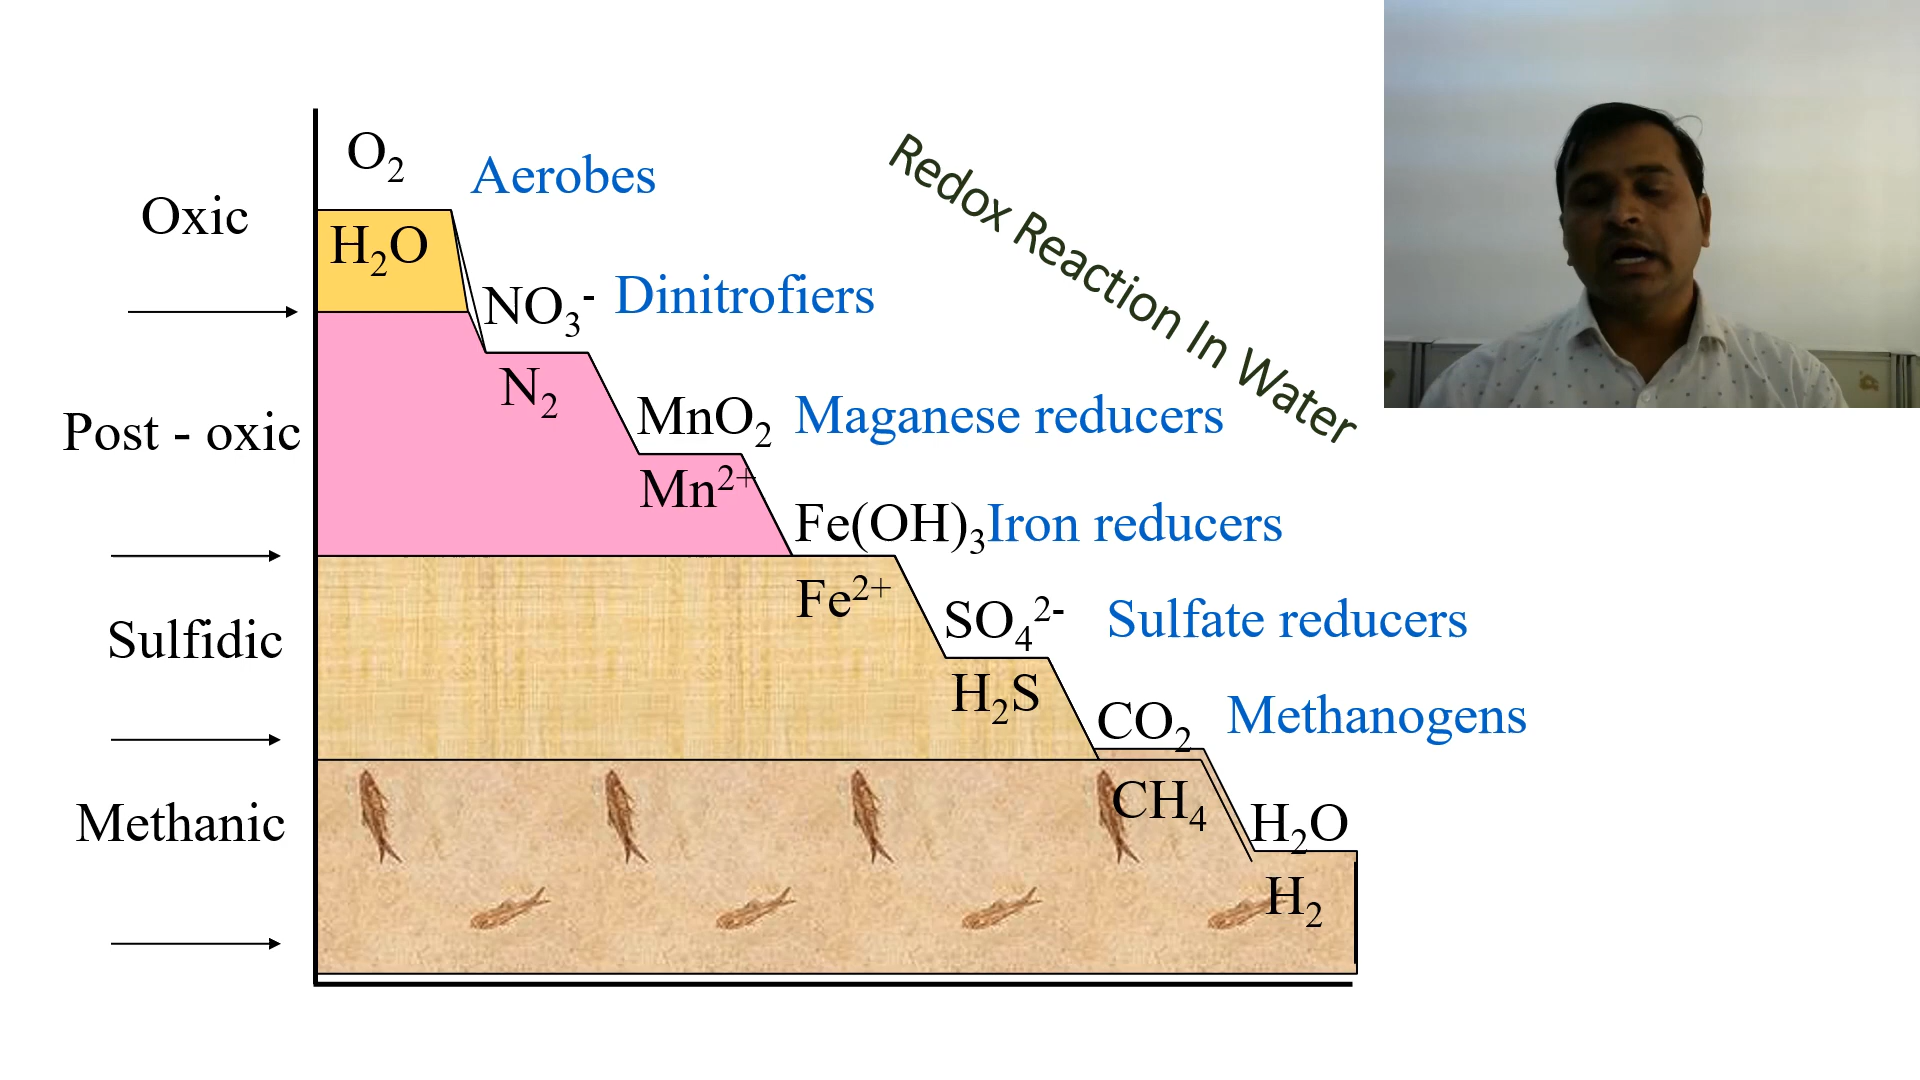 O₂
Aerobes
Redox Reaction In Water
Oxic
H₂O
NO₃⁻ Dinitrofiers
N₂
Post - oxic
MnO₂ Maganese reducers
Mn²⁺
Fe(OH)₃ Iron reducers
Fe²⁺
Sulfidic
SO₄²⁻ Sulfate reducers
H₂S
CO₂ Methanogens
Methanic
CH₄
H₂O
H₂